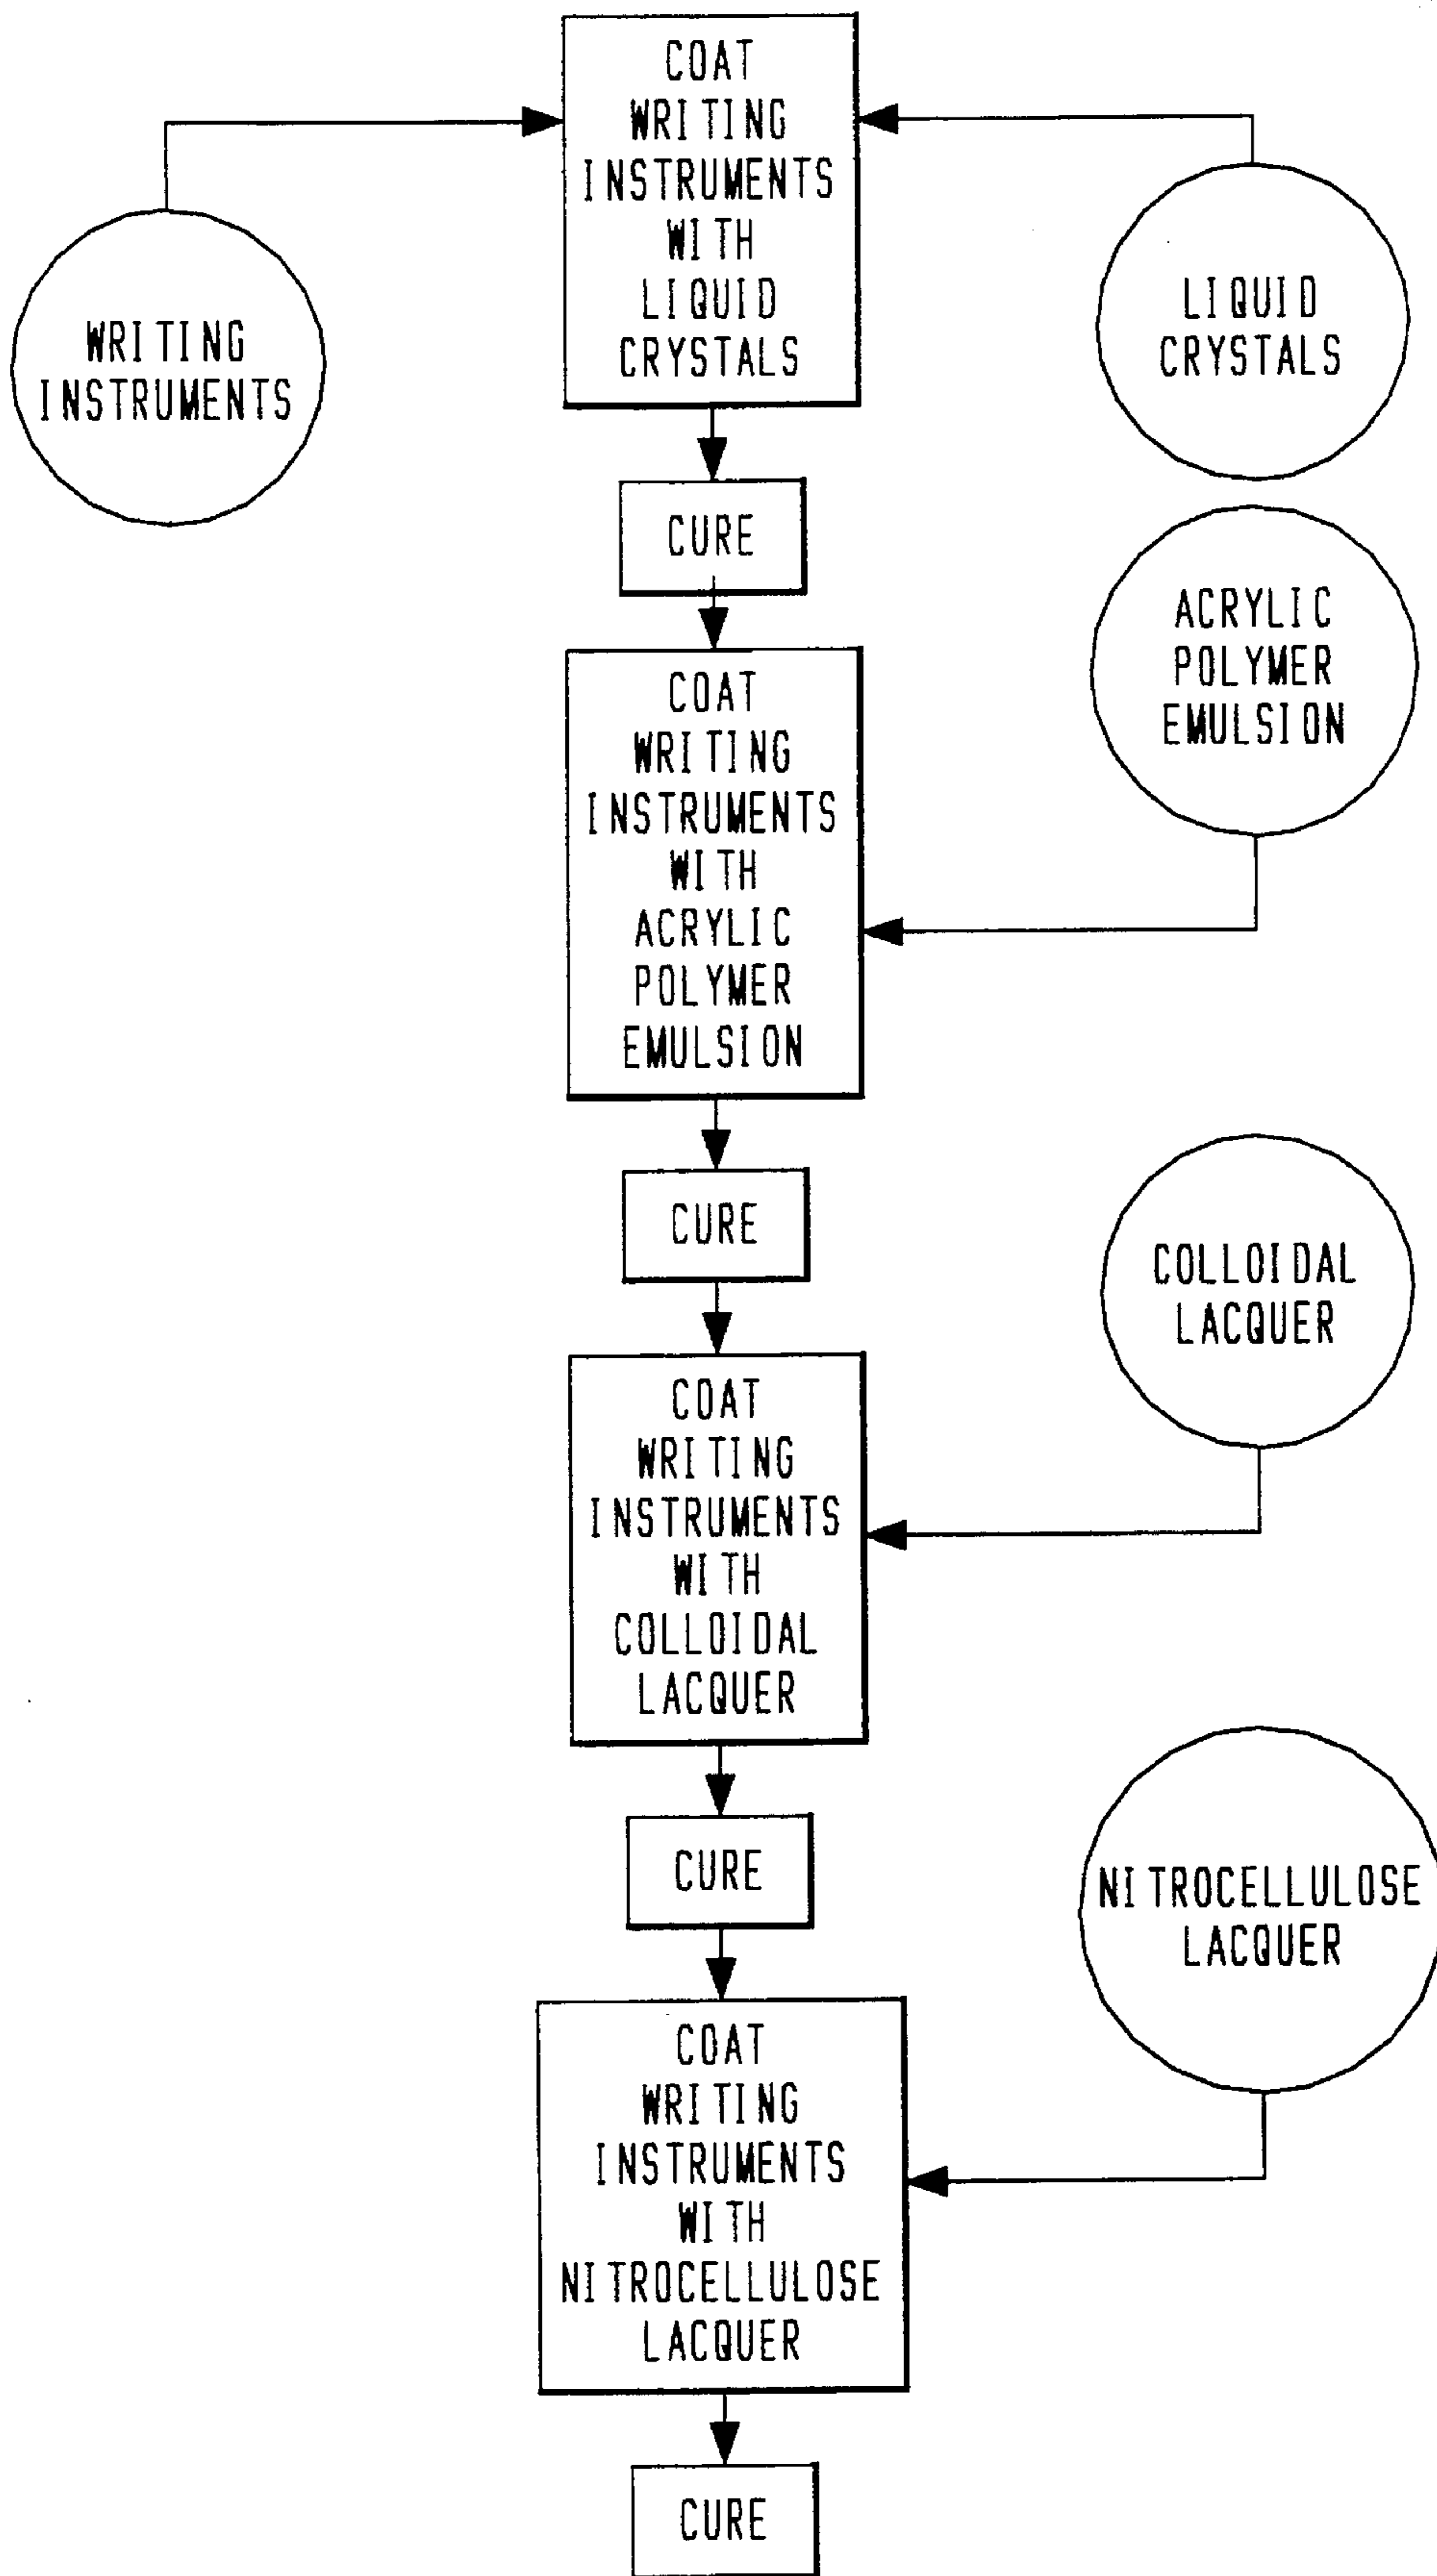 COAT
WRITING
INSTRUMENTS
WITH
LIQUID
CRYSTALS
WRITING
INSTRUMENTS
LIQUID
CRYSTALS
CURE
ACRYLIC
POLYMER
EMULSION
COAT
WRITING
INSTRUMENTS
WITH
ACRYLIC
POLYMER
EMULSION
CURE
COLLOIDAL
LACQUER
COAT
WRITING
INSTRUMENTS
WITH
COLLOIDAL
LACQUER
CURE
NITROCELLULOSE
LACQUER
COAT
WRITING
INSTRUMENTS
WITH
NITROCELLULOSE
LACQUER
CURE